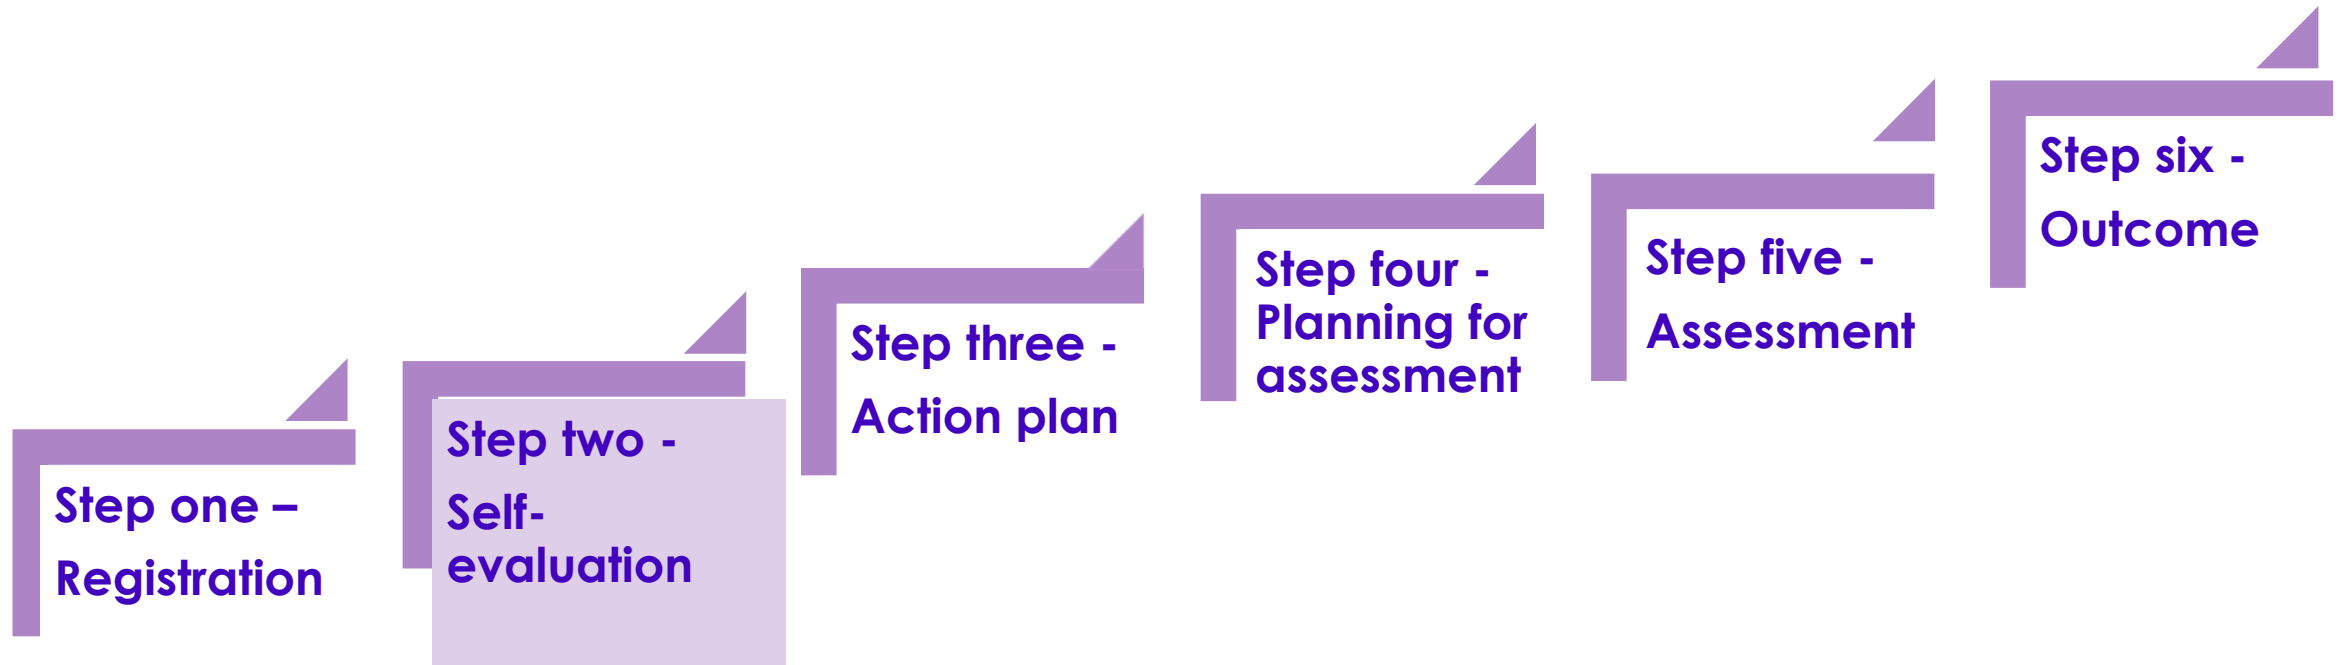 Step one –
Registration
Step two -
Self-
evaluation
Step three -
Action plan
Step four -
Planning for
assessment
Step five -
Assessment
Step six -
Outcome